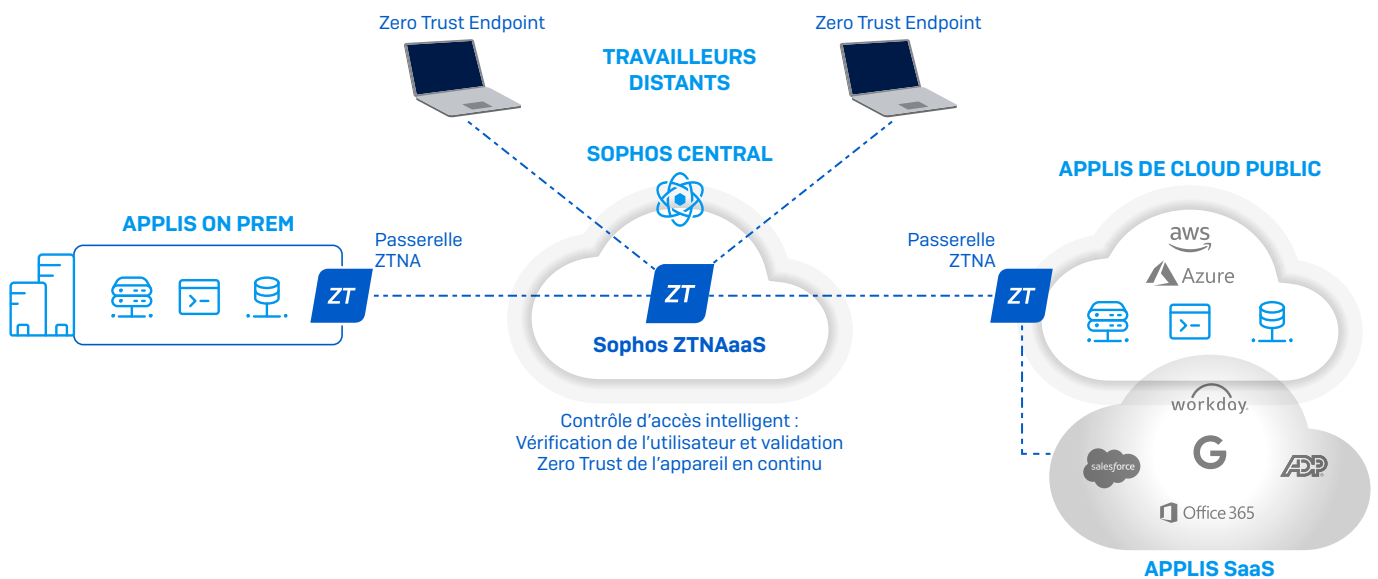 Zero Trust Endpoint
Zero Trust Endpoint
TRAVAILLEURS
DISTANTS
SOPHOS CENTRAL
APPLIS DE CLOUD PUBLIC
APPLIS ON PREM
Passerelle
ZTNA
Passerelle
ZTNA
aws
Azure
ZT
ZT
ZT
Sophos ZTNAaaS
Contrôle d’accès intelligent :
Vérification de l’utilisateur et validation
Zero Trust de l’appareil en continu
workday.
salesforce
G
ADP
Office 365
APPLIS SaaS